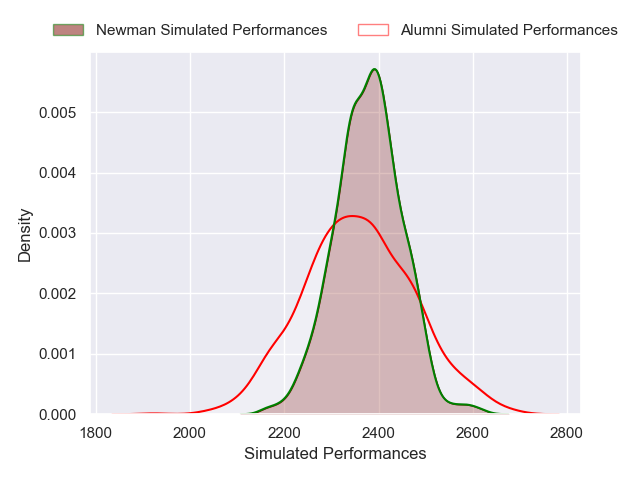 Newman Simulated Performances Alumni Simulated Performances
0.005
0.004
0.003
0.002
0.001
0.000
Density
1800 2000 2200 2400 2600 2800
Simulated Performances